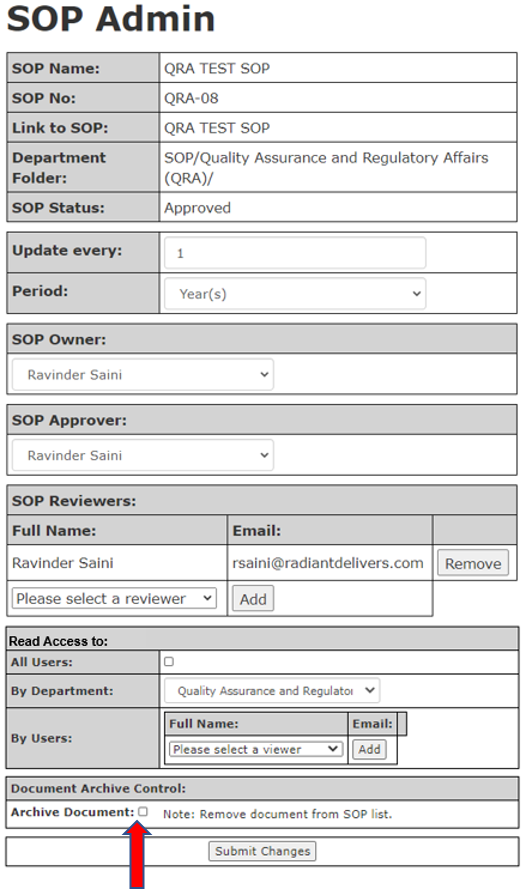 SOP Admin
SOP Name: QRA TEST SOP
SOP No: QRA-08
Link to SOP: QRA TEST SOP
Department Folder: SOP/Quality Assurance and Regulatory Affairs (QRA)/
SOP Status: Approved
Update every: 1
Period: Year(s)
SOP Owner:
Ravinder Saini
SOP Approver:
Ravinder Saini
SOP Reviewers:
Full Name: Email:
Ravinder Saini rsaini@radiantdelivers.com Remove
Please select a reviewer Add
Read Access to:
All Users:
By Department: Quality Assurance and Regulator
By Users:
Full Name: Email:
Please select a viewer Add
Document Archive Control:
Archive Document: Note: Remove document from SOP list.
Submit Changes